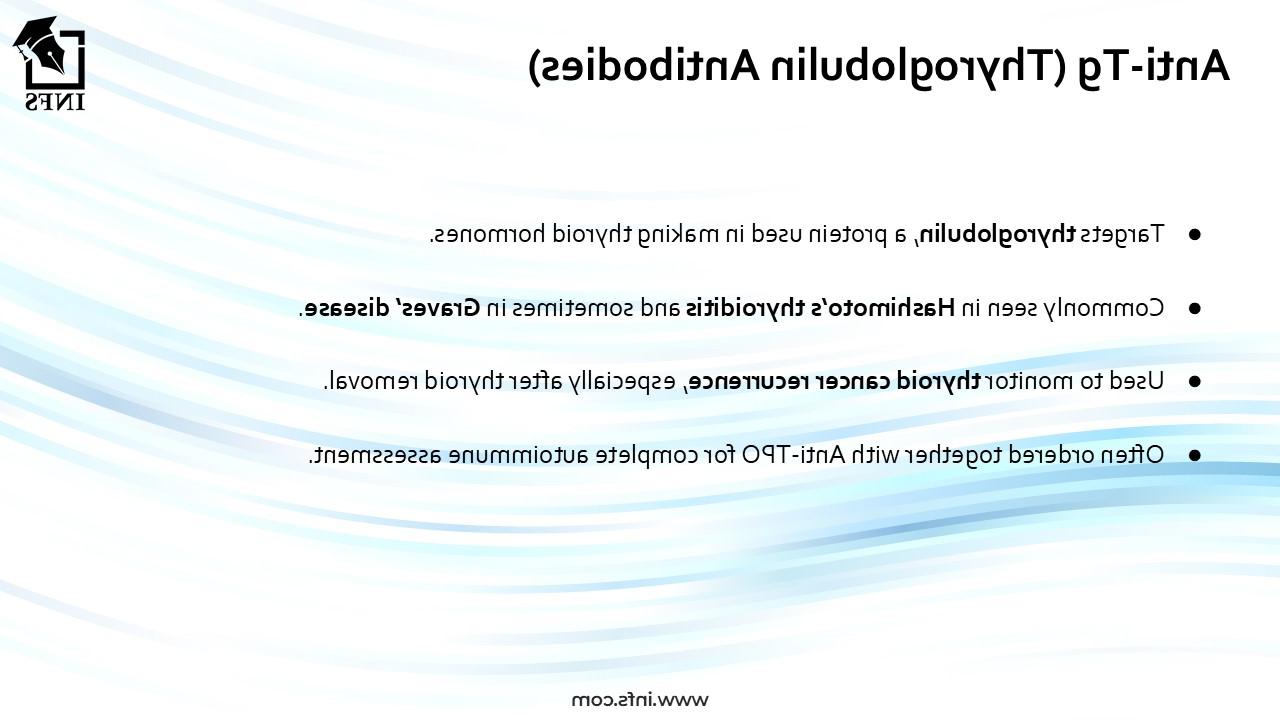 Anti-Tg (Thyroglobulin Antibodies)
INFS
● Targets thyroglobulin, a protein used in making thyroid hormones.
● Commonly seen in Hashimoto’s thyroiditis and sometimes in Graves’ disease.
● Used to monitor thyroid cancer recurrence, especially after thyroid removal.
● Often ordered together with Anti-TPO for complete autoimmune assessment.
www.infs.com